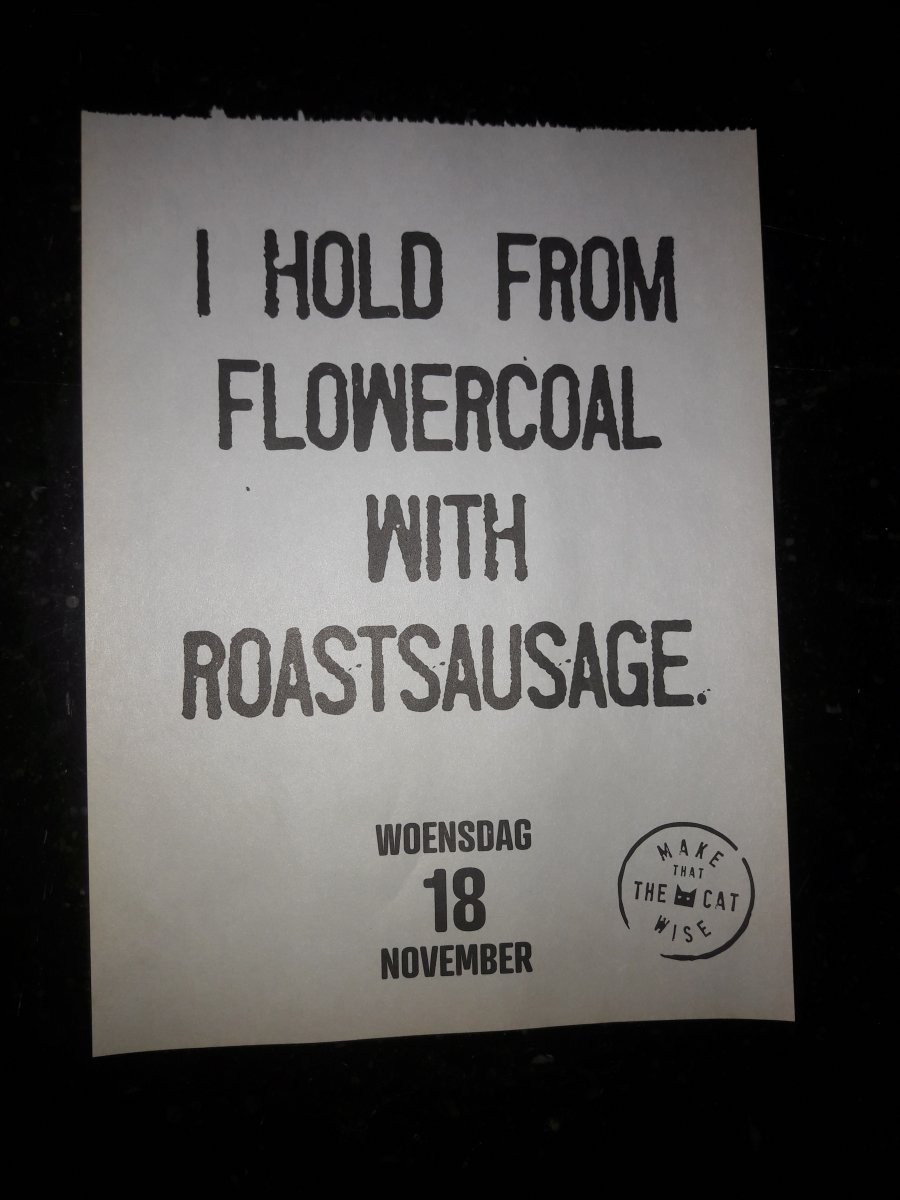 I HOLD FROM
FLOWERCOAL
WITH
ROASTSAUSAGE.
WOENSDAG
18
NOVEMBER
MAKE
THAT
THE CAT
WISE